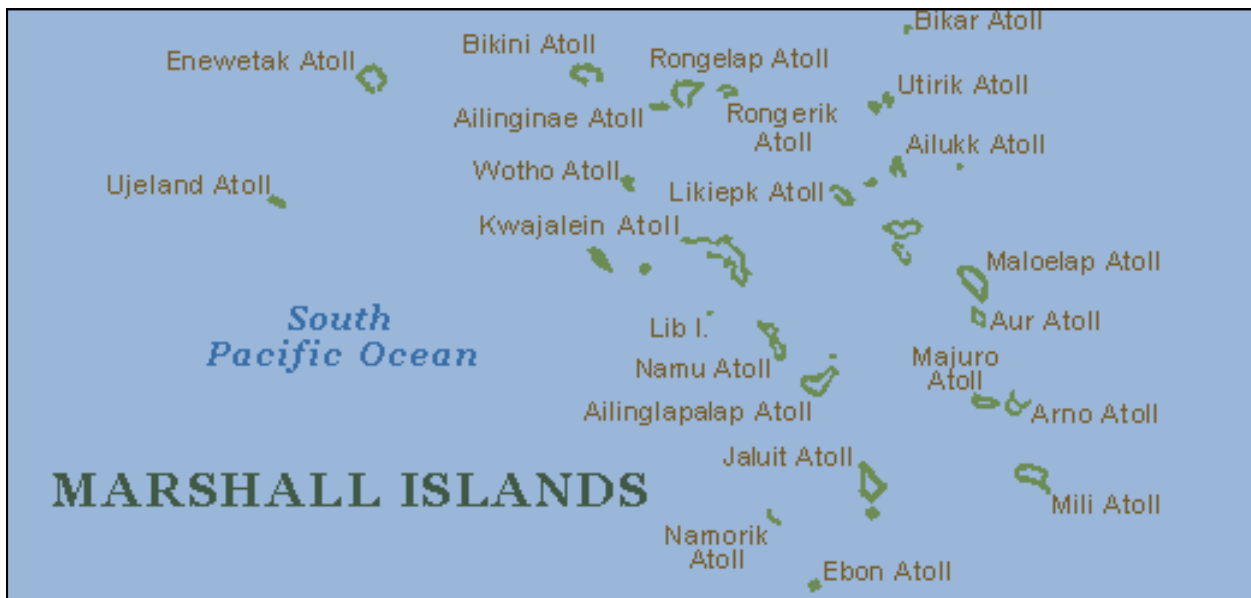 Bikar Atoll
Bikini Atoll
Enewetak Atoll
Rongelap Atoll
Utirik Atoll
Ailinginae Atoll
Rongerik
Atoll
Ailukk Atoll
Wotho Atoll
Ujeland Atoll
Likiepk Atoll
Kwajalein Atoll
Maloelap Atoll
South
Pacific Ocean
Lib I.
Aur Atoll
Namu Atoll
Majuro
Atoll
Ailinglapalap Atoll
Arno Atoll
Jaluit Atoll
MARSHALL ISLANDS
Mili Atoll
Namorik
Atoll
Ebon Atoll